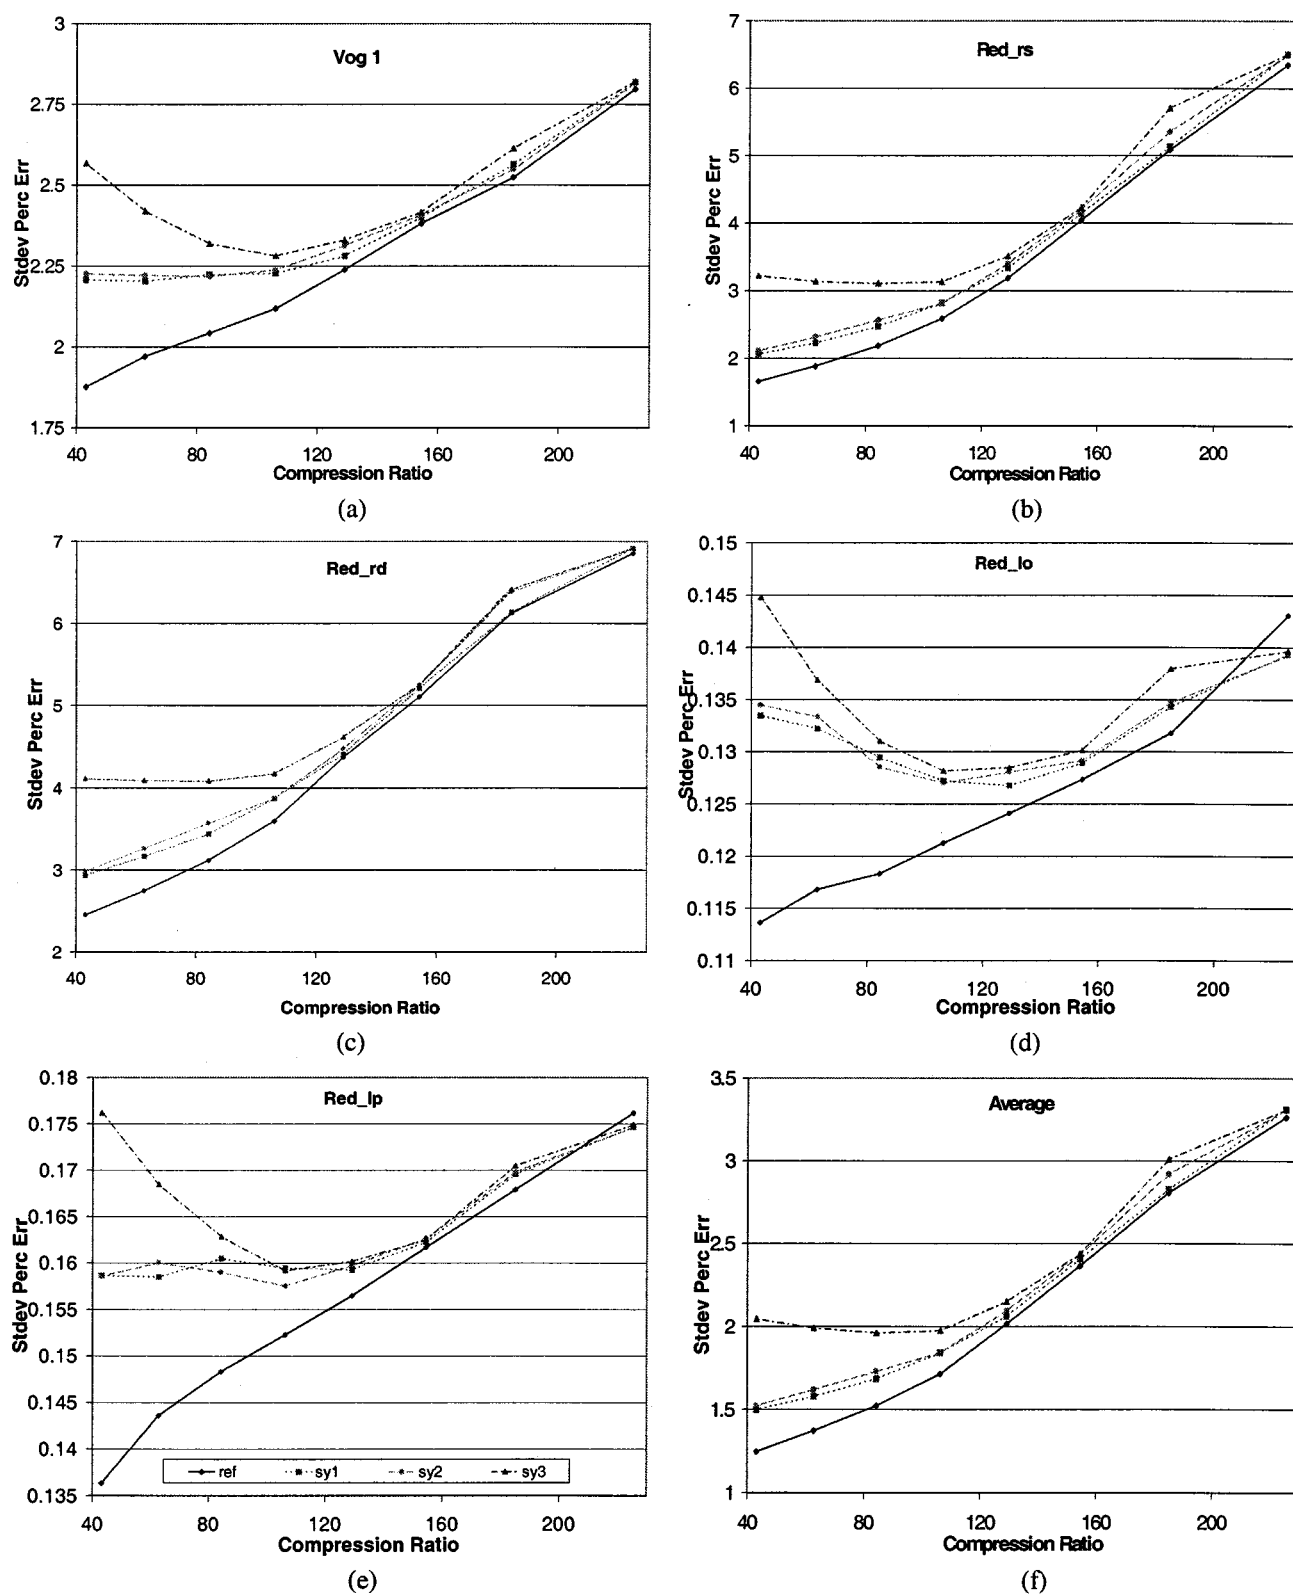 Vog 1
3
2.75
2.5
2.25
2
1.75
Stdev Perc Err
40 80 120 160 200
Compression Ratio
(a)
Red_rs
7
6
5
4
3
2
1
Stdev Perc Err
40 80 120 160 200
Compression Ratio
(b)
Red_rd
7
6
5
4
3
2
Stdev Perc Err
40 80 120 160 200
Compression Ratio
(c)
Red_lo
0.15
0.145
0.14
0.135
0.13
0.125
0.12
0.115
0.11
Stdev Perc Err
40 80 120 160 200
Compression Ratio
(d)
Red_lp
0.18
0.175
0.17
0.165
0.16
0.155
0.15
0.145
0.14
0.135
Stdev Perc Err
ref sy1 sy2 sy3
40 80 120 160 200
Compression Ratio
(e)
Average
3.5
3
2.5
2
1.5
1
Stdev Perc Err
40 80 120 160 200
Compression Ratio
(f)